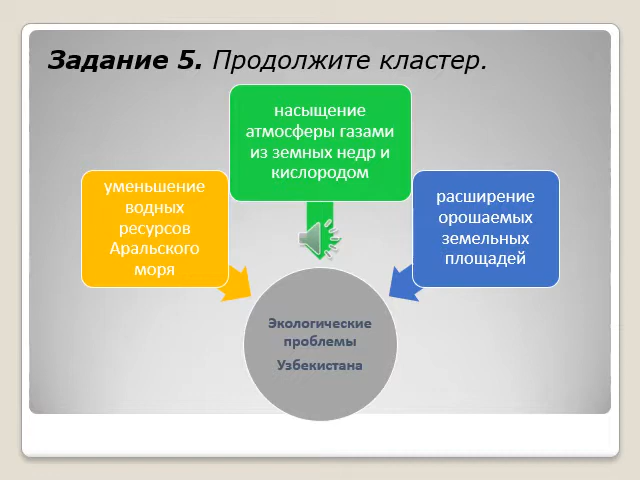 Задание 5. Продолжите кластер.
насыщение
атмосферы газами
из земных недр и
кислородом
уменьшение
водных
ресурсов
Аральского
моря
расширение
орошаемых
земельных
площадей
Экологические
проблемы
Узбекистана